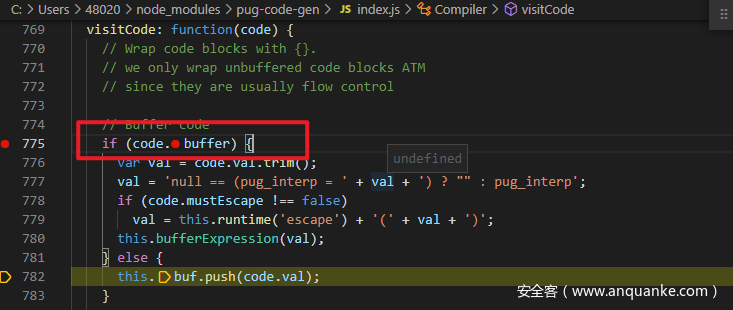 C: > Users > 48020 > node_modules > pug-code-gen > JS index.js > Compiler > visitCode
769 visitCode: function(code) {
770 // Wrap code blocks with {}.
771 // we only wrap unbuffered code blocks ATM
772 // since they are usually flow control
773
774 // Buffer code
775 if (code. buffer) {
776 var val = code.val.trim();
undefined
777 val = 'null == (pug_interp = ' + val + ') ? "" : pug_interp';
778 if (code.mustEscape !== false)
779 val = this.runtime('escape') + '(' + val + ')';
780 this.bufferExpression(val);
781 } else {
782 this. buf.push(code.val);
783 }
安全客（www.anquanke.com）